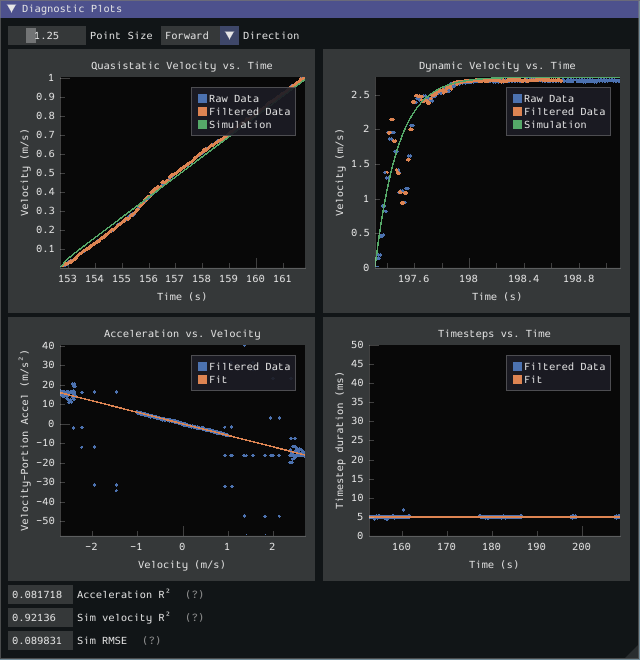 ▼ Diagnostic Plots
1.25 Point Size Forward ▼ Direction
Quasistatic Velocity vs. Time
Velocity (m/s)
1
0.9
0.8
0.7
0.6
0.5
0.4
0.3
0.2
0.1
Raw Data
Filtered Data
Simulation
153 154 155 156 157 158 159 160 161
Time (s)
Dynamic Velocity vs. Time
Velocity (m/s)
2.5
2
1.5
1
0.5
0
Raw Data
Filtered Data
Simulation
197.6 198 198.4 198.8
Time (s)
Acceleration vs. Velocity
Velocity-Portion Accel (m/s²)
40
30
20
10
0
-10
-20
-30
-40
-50
Filtered Data
Fit
-2 -1 0 1 2
Velocity (m/s)
Timesteps vs. Time
Timestep duration (ms)
50
45
40
35
30
25
20
15
10
5
0
Filtered Data
Fit
160 170 180 190 200
Time (s)
0.081718 Acceleration R² (?)
0.92136 Sim velocity R² (?)
0.089831 Sim RMSE (?)